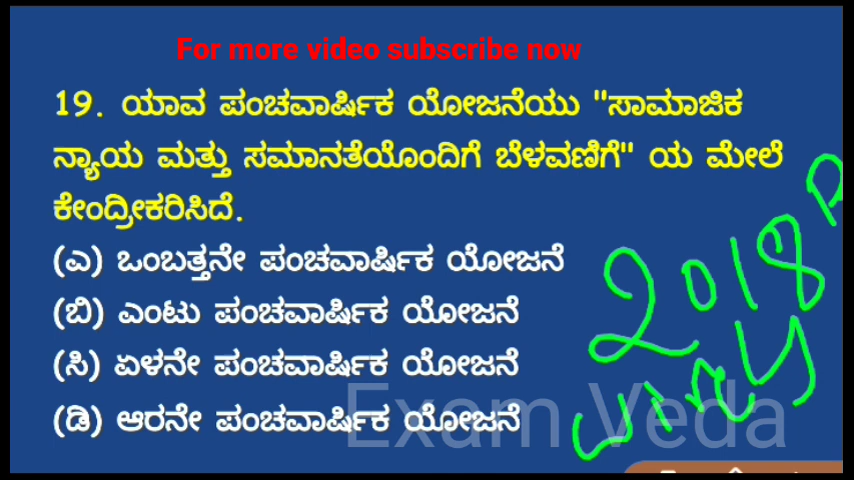 For more video subscribe now
19. ಯಾವ ಪಂಚವಾರ್ಷಿಕ ಯೋಜನೆಯು "ಸಾಮಾಜಿಕ
ನ್ಯಾಯ ಮತ್ತು ಸಮಾನತೆಯೊಂದಿಗೆ ಬೆಳವಣಿಗೆ" ಯ ಮೇಲೆ
ಕೇಂದ್ರೀಕರಿಸಿದೆ.
(ಎ) ಒಂಬತ್ತನೇ ಪಂಚವಾರ್ಷಿಕ ಯೋಜನೆ
(ಬಿ) ಎಂಟು ಪಂಚವಾರ್ಷಿಕ ಯೋಜನೆ
(ಸಿ) ಏಳನೇ ಪಂಚವಾರ್ಷಿಕ ಯೋಜನೆ
(ಡಿ) ಆರನೇ ಪಂಚವಾರ್ಷಿಕ ಯೋಜನೆ
2018
Exam Veda